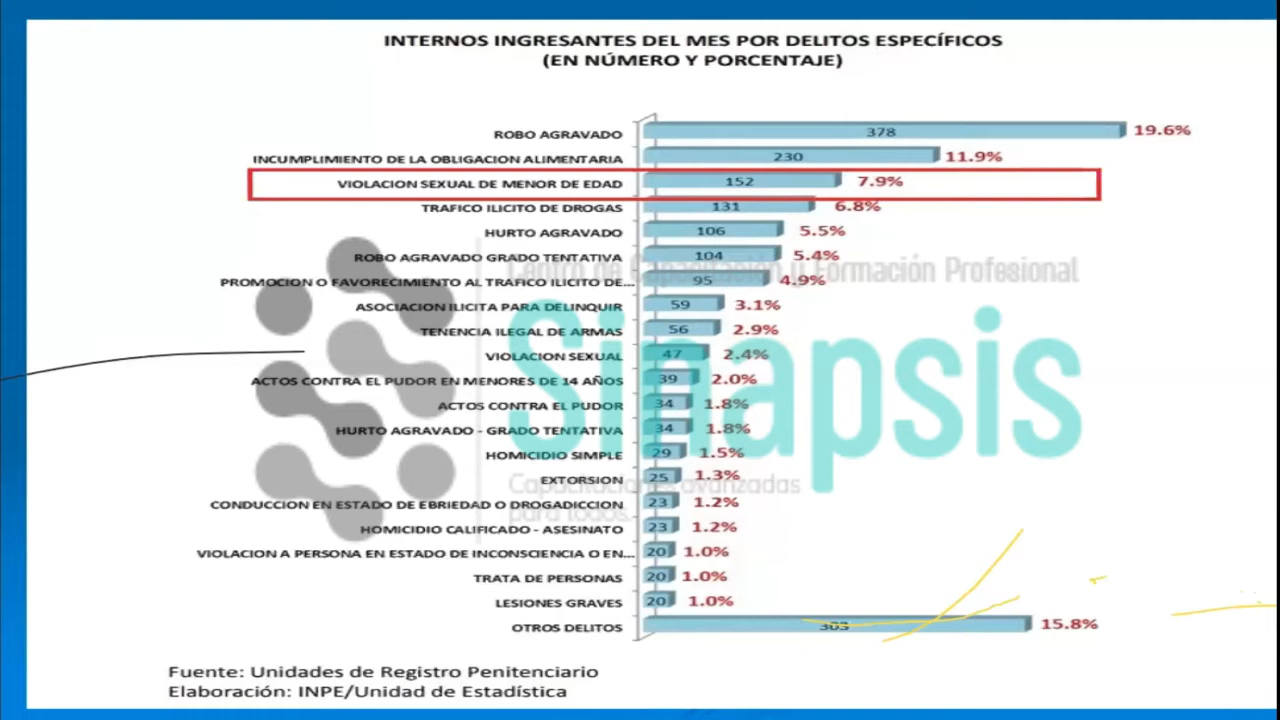 INTERNOS INGRESANTES DEL MES POR DELITOS ESPECÍFICOS
(EN NÚMERO Y PORCENTAJE)
ROBO AGRAVADO 378 19.6%
INCUMPLIMIENTO DE LA OBLIGACION ALIMENTARIA 230 11.9%
VIOLACION SEXUAL DE MENOR DE EDAD 152 7.9%
TRAFICO ILICITO DE DROGAS 131 6.8%
HURTO AGRAVADO 106 5.5%
ROBO AGRAVADO GRADO TENTATIVA 104 5.4%
Centro de Capacitación y Formación Profesional
PROMOCION O FAVORECIMIENTO AL TRAFICO ILICITO DE... 95 4.9%
ASOCIACION ILICITA PARA DELINQUIR 59 3.1%
TENENCIA ILEGAL DE ARMAS 56 2.9%
VIOLACION SEXUAL 47 2.4%
Sinapsis
ACTOS CONTRA EL PUDOR EN MENORES DE 14 AÑOS 39 2.0%
ACTOS CONTRA EL PUDOR 34 1.8%
HURTO AGRAVADO - GRADO TENTATIVA 34 1.8%
HOMICIDIO SIMPLE 29 1.5%
EXTORSION 25 1.3%
Capacitaciones avanzadas
para todos.
CONDUCCION EN ESTADO DE EBRIEDAD O DROGADICCION 23 1.2%
HOMICIDIO CALIFICADO - ASESINATO 23 1.2%
VIOLACION A PERSONA EN ESTADO DE INCONSCIENCIA O EN... 20 1.0%
TRATA DE PERSONAS 20 1.0%
LESIONES GRAVES 20 1.0%
OTROS DELITOS 15.8%
Fuente: Unidades de Registro Penitenciario
Elaboración: INPE/Unidad de Estadística